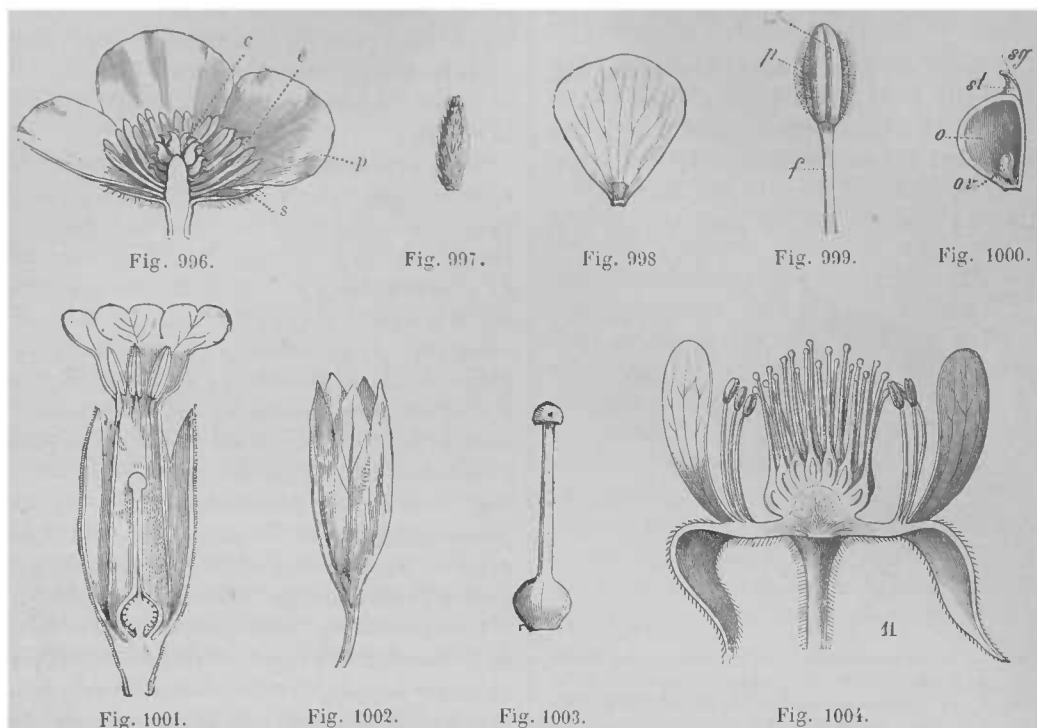 c
e
p
s
Fig. 996.
Fig. 997.
Fig. 998
p
f
Fig. 999.
sg
st
o
ov
Fig. 1000.
Fig. 1001.
Fig. 1002.
Fig. 1003.
11
Fig. 1004.